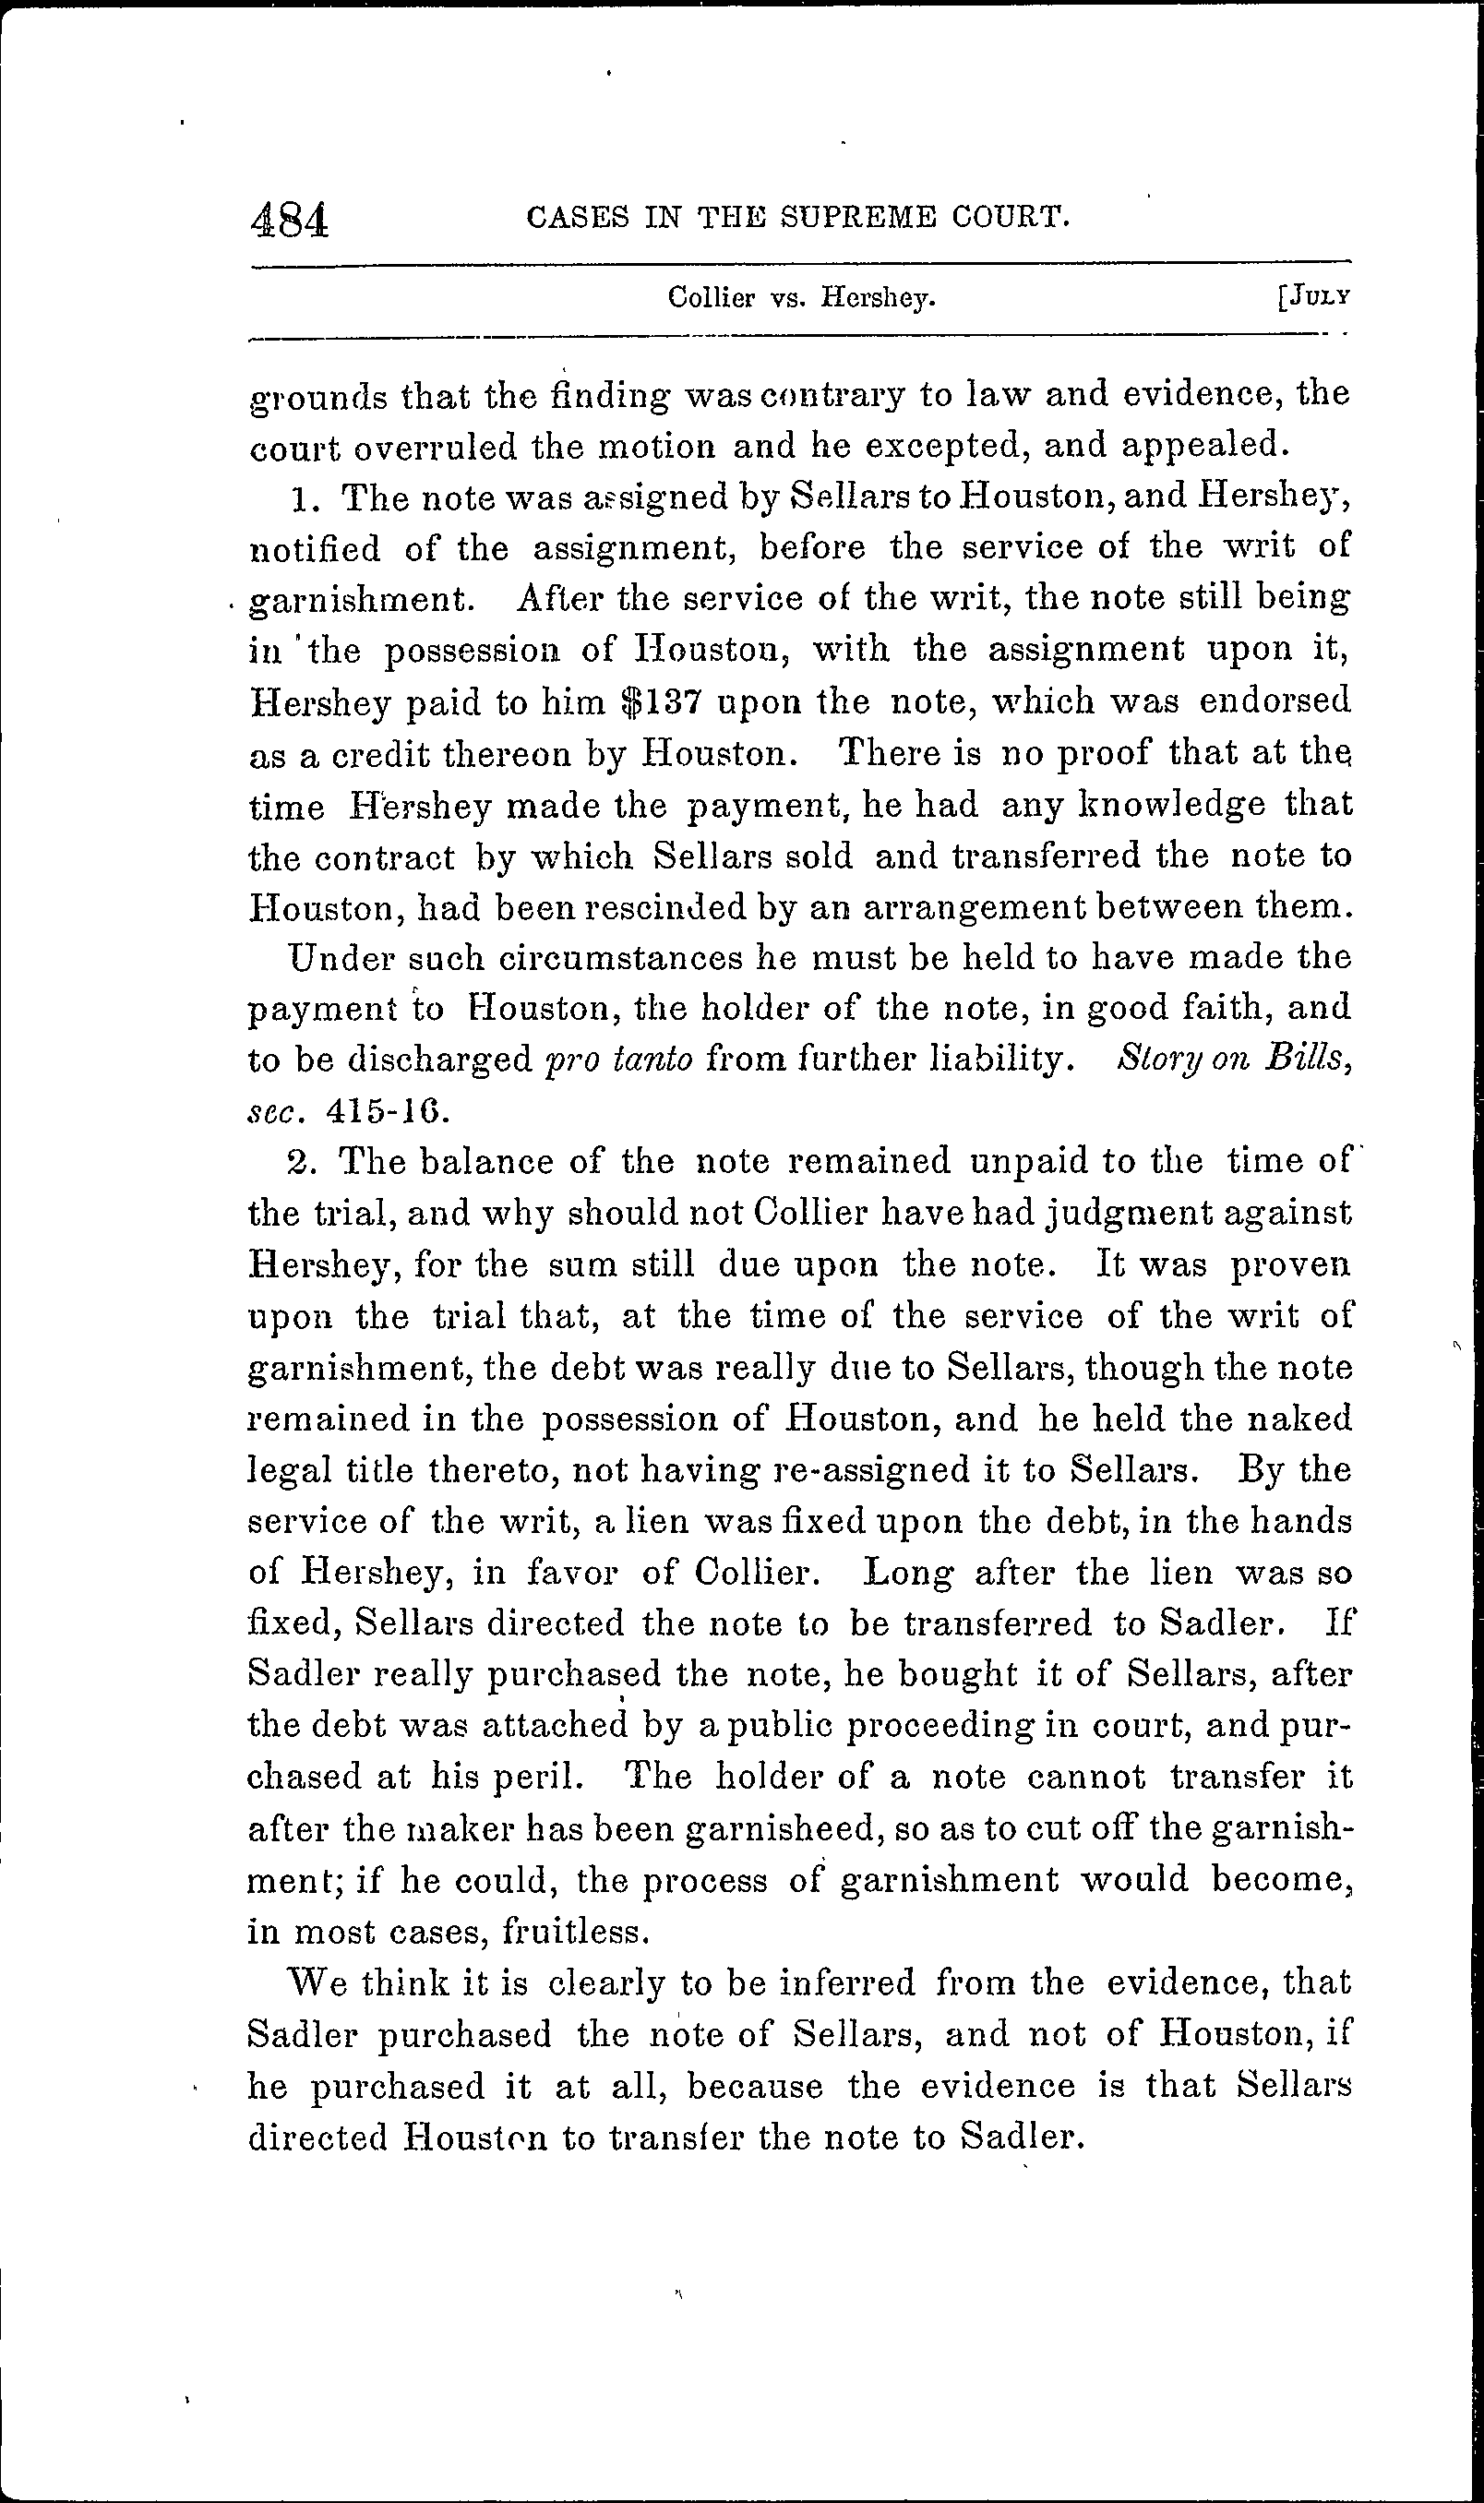 484 CASES IN THE SUPREME COURT.
Collier vs. Hershey. [JULY
grounds that the finding was contrary to law and evidence, the
court overruled the motion and he excepted, and appealed.
1. The note was assigned by Sellars to Houston, and Hershey,
notified of the assignment, before the service of the writ of
garnishment. After the service of the writ, the note still being
in the possession of Houston, with the assignment upon it,
Hershey paid to him $137 upon the note, which was endorsed
as a credit thereon by Houston. There is no proof that at the
time Hershey made the payment, he had any knowledge that
the contract by which Sellars sold and transferred the note to
Houston, had been rescinded by an arrangement between them.
Under such circumstances he must be held to have made the
payment to Houston, the holder of the note, in good faith, and
to be discharged pro tanto from further liability. Story on Bills,
sec. 415-16.
2. The balance of the note remained unpaid to the time of
the trial, and why should not Collier have had judgment against
Hershey, for the sum still due upon the note. It was proven
upon the trial that, at the time of the service of the writ of
garnishment, the debt was really due to Sellars, though the note
remained in the possession of Houston, and he held the naked
legal title thereto, not having re-assigned it to Sellars. By the
service of the writ, a lien was fixed upon the debt, in the hands
of Hershey, in favor of Collier. Long after the lien was so
fixed, Sellars directed the note to be transferred to Sadler. If
Sadler really purchased the note, he bought it of Sellars, after
the debt was attached by a public proceeding in court, and pur-
chased at his peril. The holder of a note cannot transfer it
after the maker has been garnisheed, so as to cut off the garnish-
ment; if he could, the process of garnishment would become,
in most cases, fruitless.
We think it is clearly to be inferred from the evidence, that
Sadler purchased the note of Sellars, and not of Houston, if
he purchased it at all, because the evidence is that Sellars
directed Houston to transfer the note to Sadler.